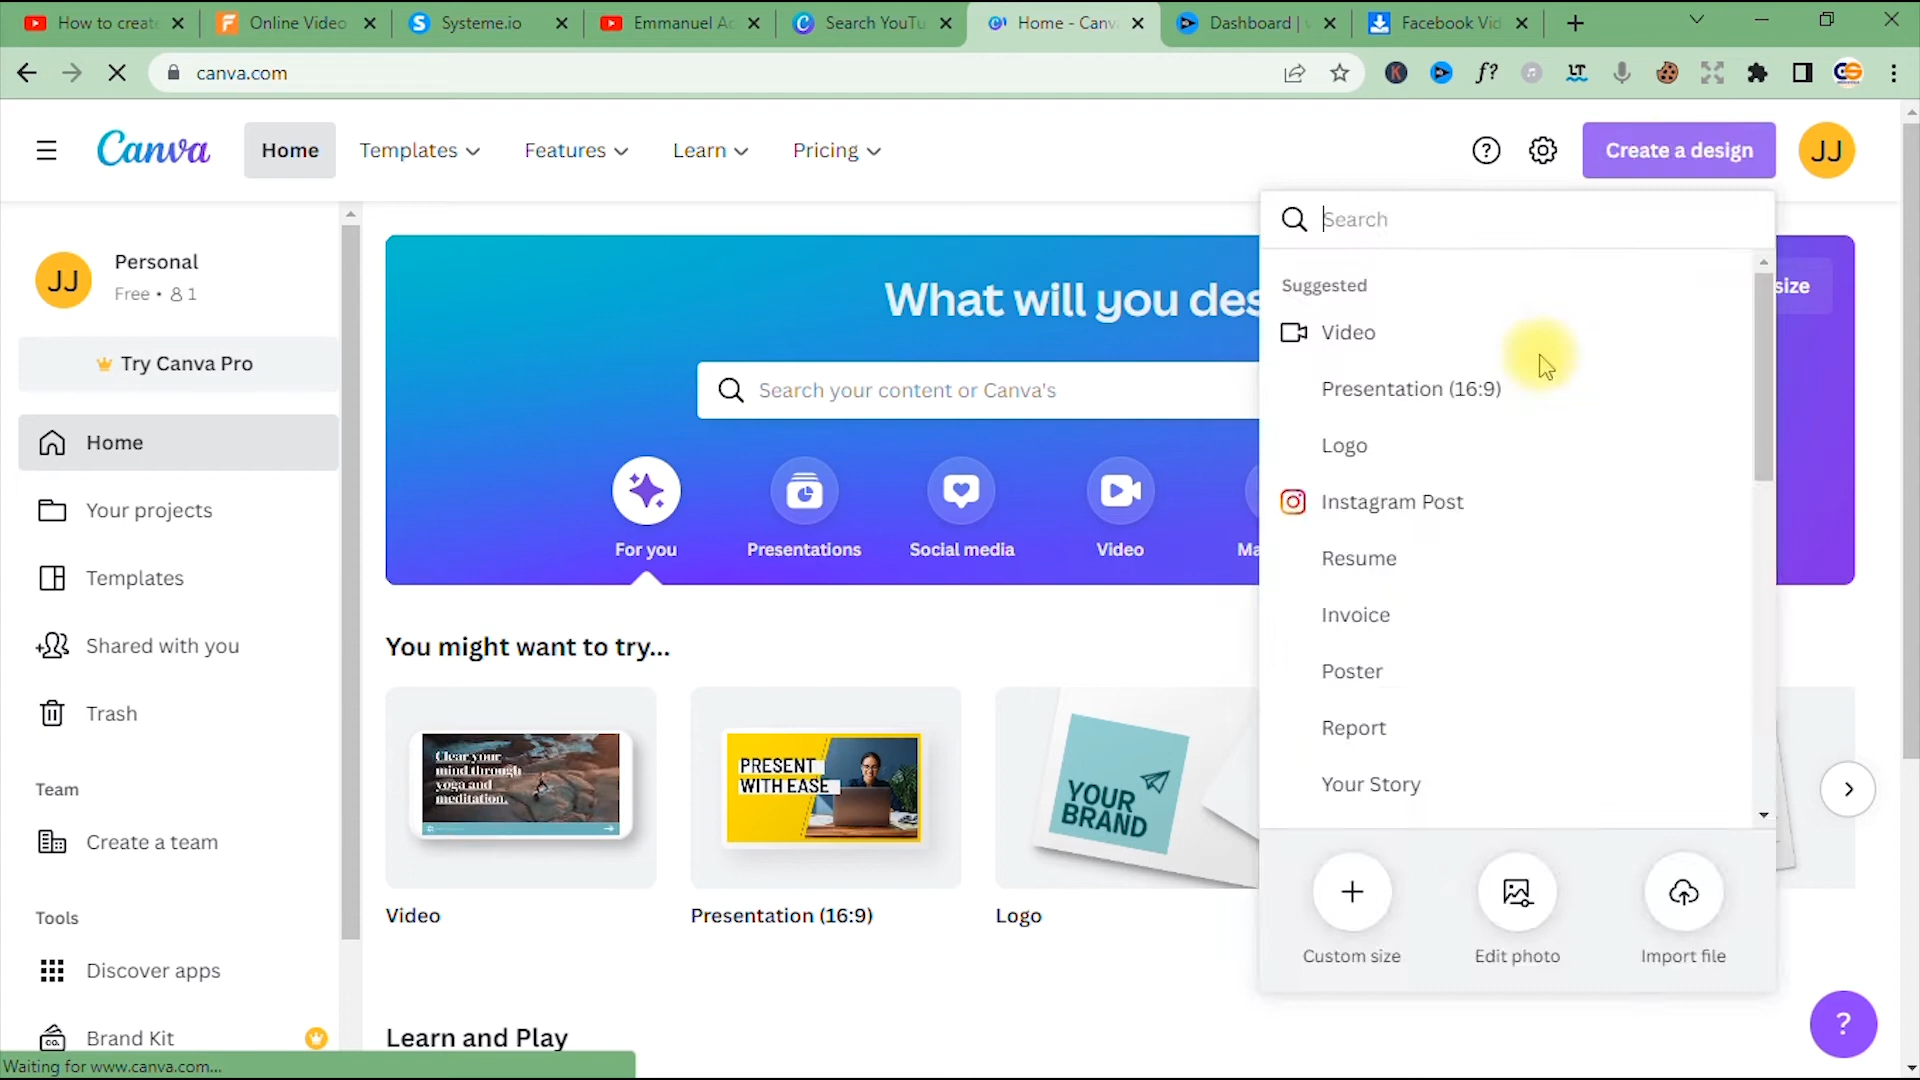 How to create
Online Video
Systeme.io
Emmanuel Ac
Search YouTu
Home - Canv
Dashboard |
Facebook Vid
canva.com
Canva
Home
Templates
Features
Learn
Pricing
Create a design
JJ
JJ
Personal
Free • 1
Try Canva Pro
Home
Your projects
Templates
Shared with you
Trash
Team
Create a team
Tools
Discover apps
Brand Kit
Waiting for www.canva.com...
What will you des
size
Search your content or Canva's
For you
Presentations
Social media
Video
Ma
You might want to try...
Clear your
mind through
yoga and
meditation.
PRESENT
WITH EASE
YOUR
BRAND
Video
Presentation (16:9)
Logo
Learn and Play
Search
Suggested
Video
Presentation (16:9)
Logo
Instagram Post
Resume
Invoice
Poster
Report
Your Story
Custom size
Edit photo
Import file
?